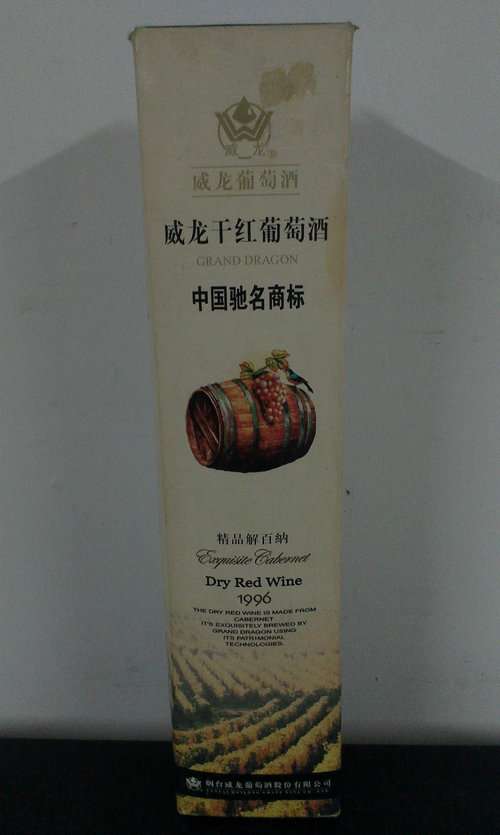 威龙
威龙葡萄酒
威龙干红葡萄酒
GRAND DRAGON
中国驰名商标
精品解百纳
Exquisite Cabernet
Dry Red Wine
1996
THE DRY RED WINE IS MADE FROM
CABERNET
IT'S EXQUISITELY BREWED BY
GRAND DRAGON USING
ITS PATRIMONIAL
TECHNOLOGIES.
烟台威龙葡萄酒股份有限公司